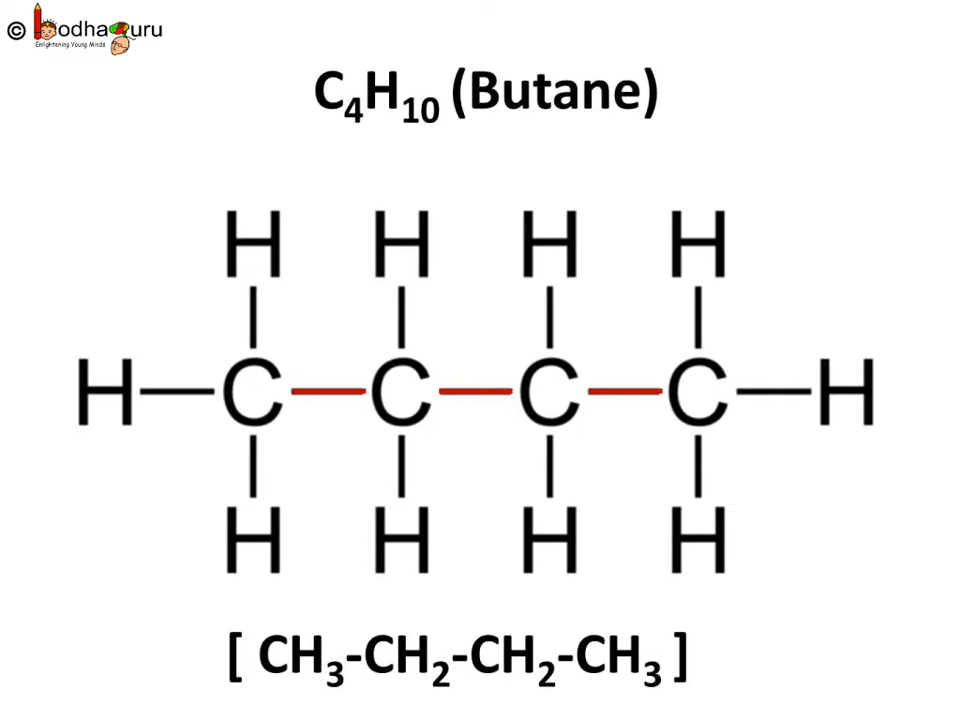 © BodhaGuru
Enlightening Young Minds
C₄H₁₀ (Butane)
H H H H
H—C—C—C—C—H
H H H H
[ CH₃-CH₂-CH₂-CH₃ ]